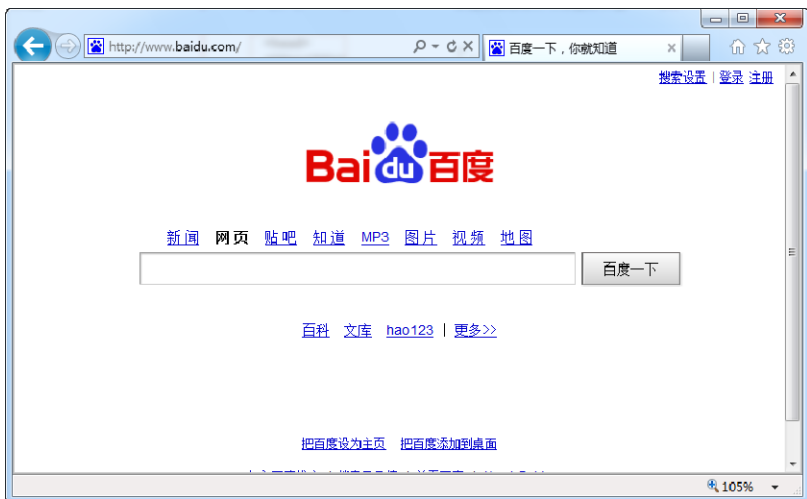 http://www.baidu.com/ 百度一下，你就知道
搜索设置 | 登录 注册
Bai du 百度
新闻 网页 贴吧 知道 MP3 图片 视频 地图
百度一下
百科 文库 hao123 | 更多>>
把百度设为主页 把百度添加到桌面
105%